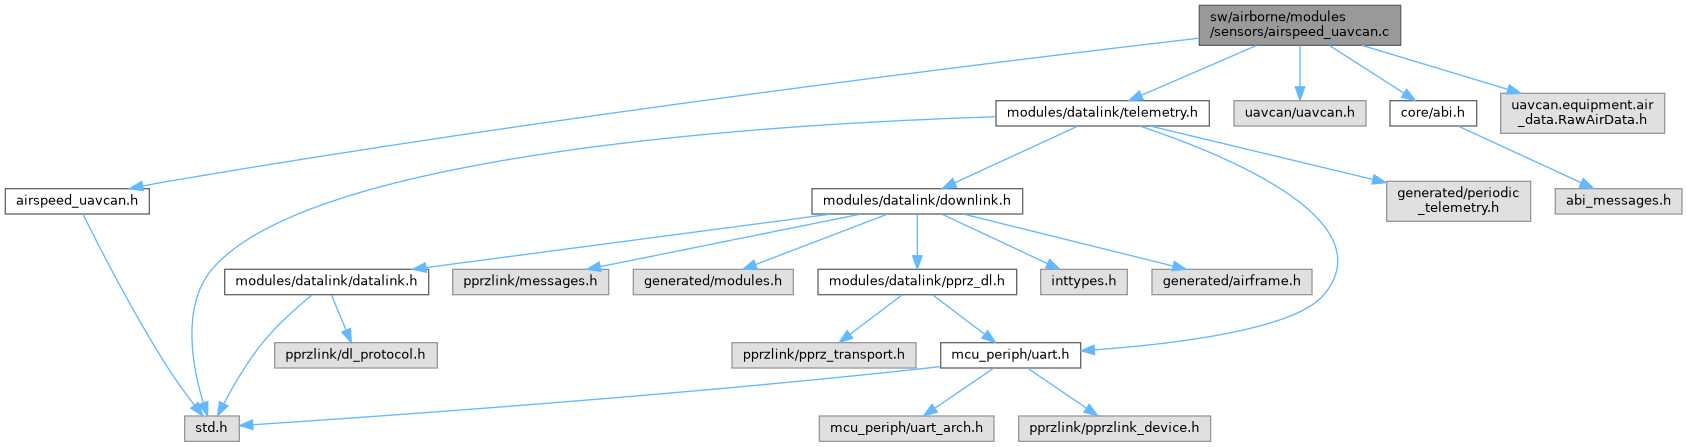 sw/airborne/modules
/sensors/airspeed_uavcan.c
modules/datalink/telemetry.h
uavcan/uavcan.h
core/abi.h
uavcan.equipment.air
_data.RawAirData.h
airspeed_uavcan.h
modules/datalink/downlink.h
generated/periodic
_telemetry.h
abi_messages.h
modules/datalink/datalink.h
pprzlink/messages.h
generated/modules.h
modules/datalink/pprz_dl.h
inttypes.h
generated/airframe.h
pprzlink/dl_protocol.h
pprzlink/pprz_transport.h
mcu_periph/uart.h
std.h
mcu_periph/uart_arch.h
pprzlink/pprzlink_device.h